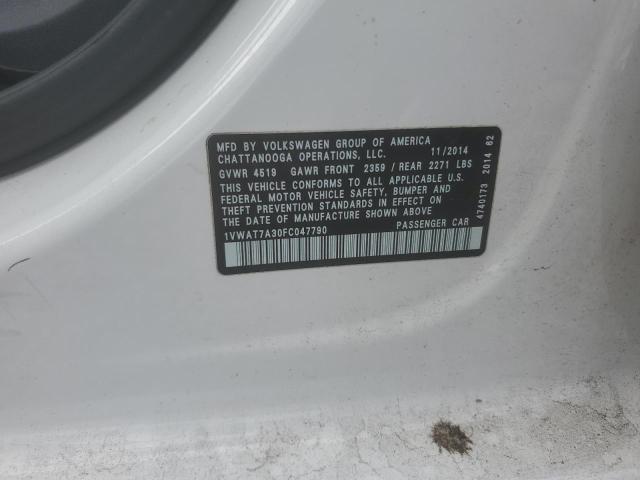 MFD BY VOLKSWAGEN GROUP OF AMERICA
CHATTANOOGA OPERATIONS, LLC. 11/2014
GVWR 4519 GAWR FRONT 2359 / REAR 2271 LBS
THIS VEHICLE CONFORMS TO ALL APPLICABLE U.S.
FEDERAL MOTOR VEHICLE SAFETY, BUMPER AND
THEFT PREVENTION STANDARDS IN EFFECT ON
THE DATE OF MANUFACTURE SHOWN ABOVE
1VWAT7A30FC047790 PASSENGER CAR
4740173 2014 62